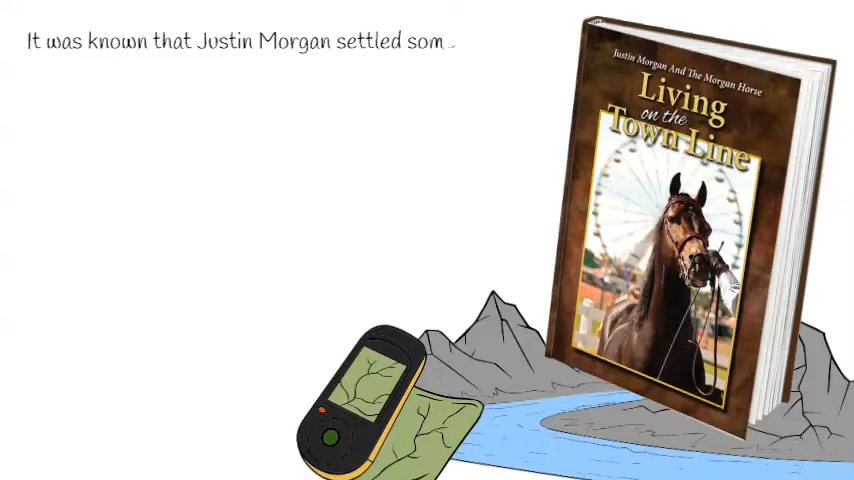 It was known that Justin Morgan settled som
Justin Morgan And The Morgan Horse
Living
on the
Town Line